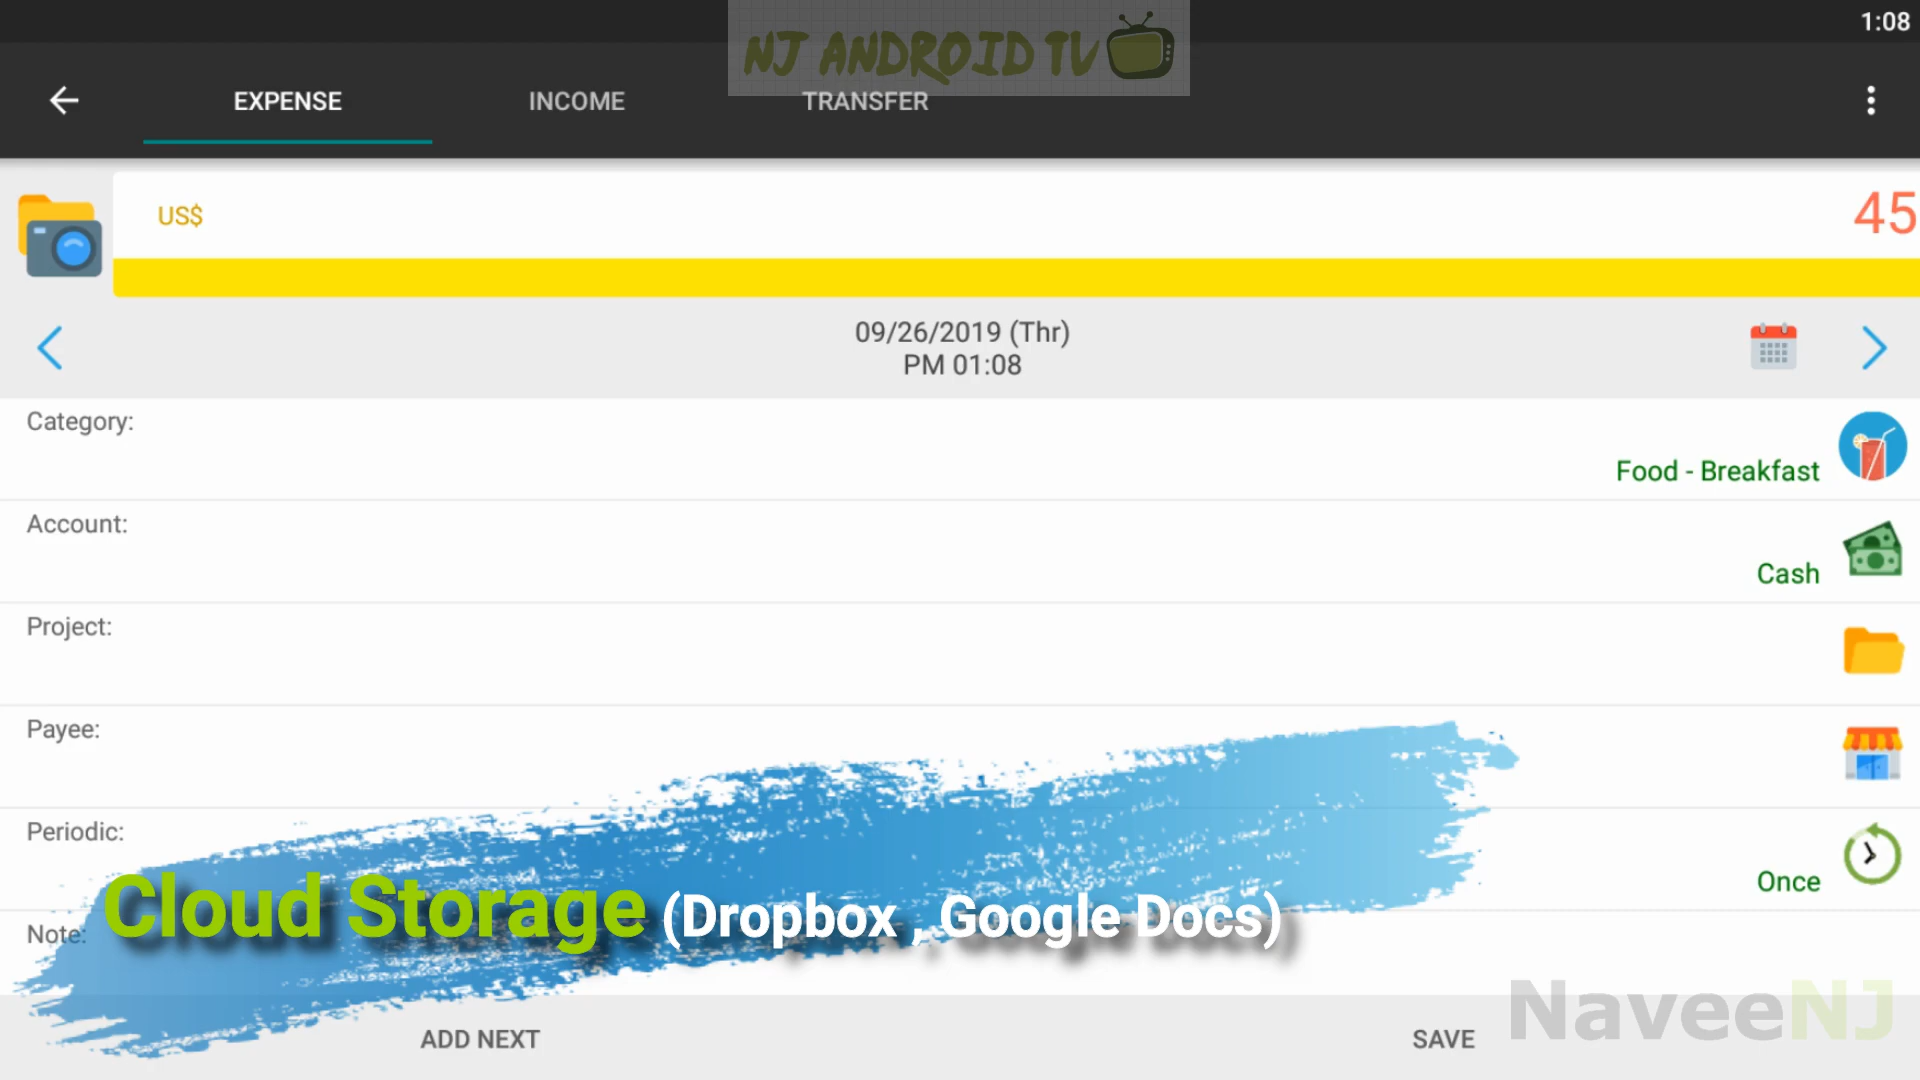 NJ ANDROID TV
1:08
EXPENSE
INCOME
TRANSFER
US$
45
09/26/2019 (Thr)
PM 01:08
Category:
Food - Breakfast
Account:
Cash
Project:
Payee:
Periodic:
Once
Note:
Cloud Storage (Dropbox , Google Docs)
ADD NEXT
SAVE
NaveeNJ